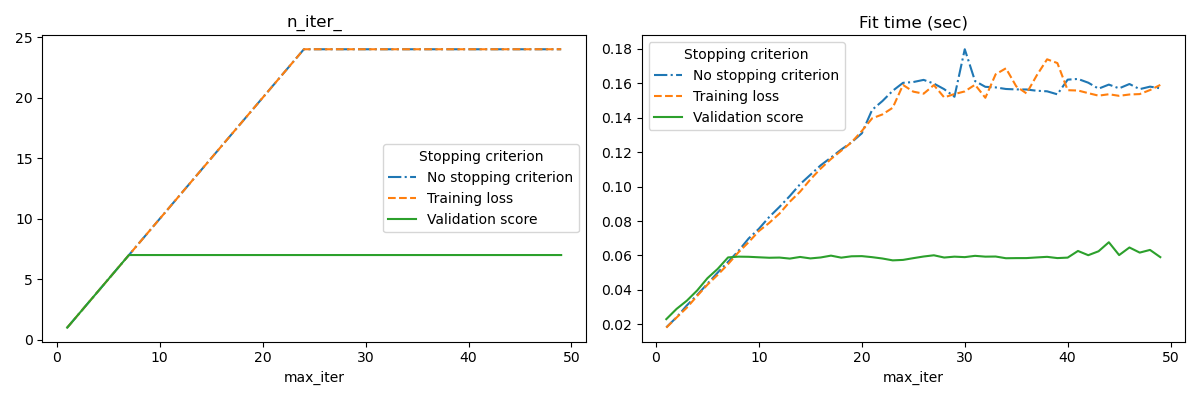 n_iter_
25
20
15
10
5
0
Stopping criterion
No stopping criterion
Training loss
Validation score
0
10
20
30
40
50
max_iter
Fit time (sec)
0.18
0.16
0.14
0.12
0.10
0.08
0.06
0.04
0.02
Stopping criterion
No stopping criterion
Training loss
Validation score
0
10
20
30
40
50
max_iter